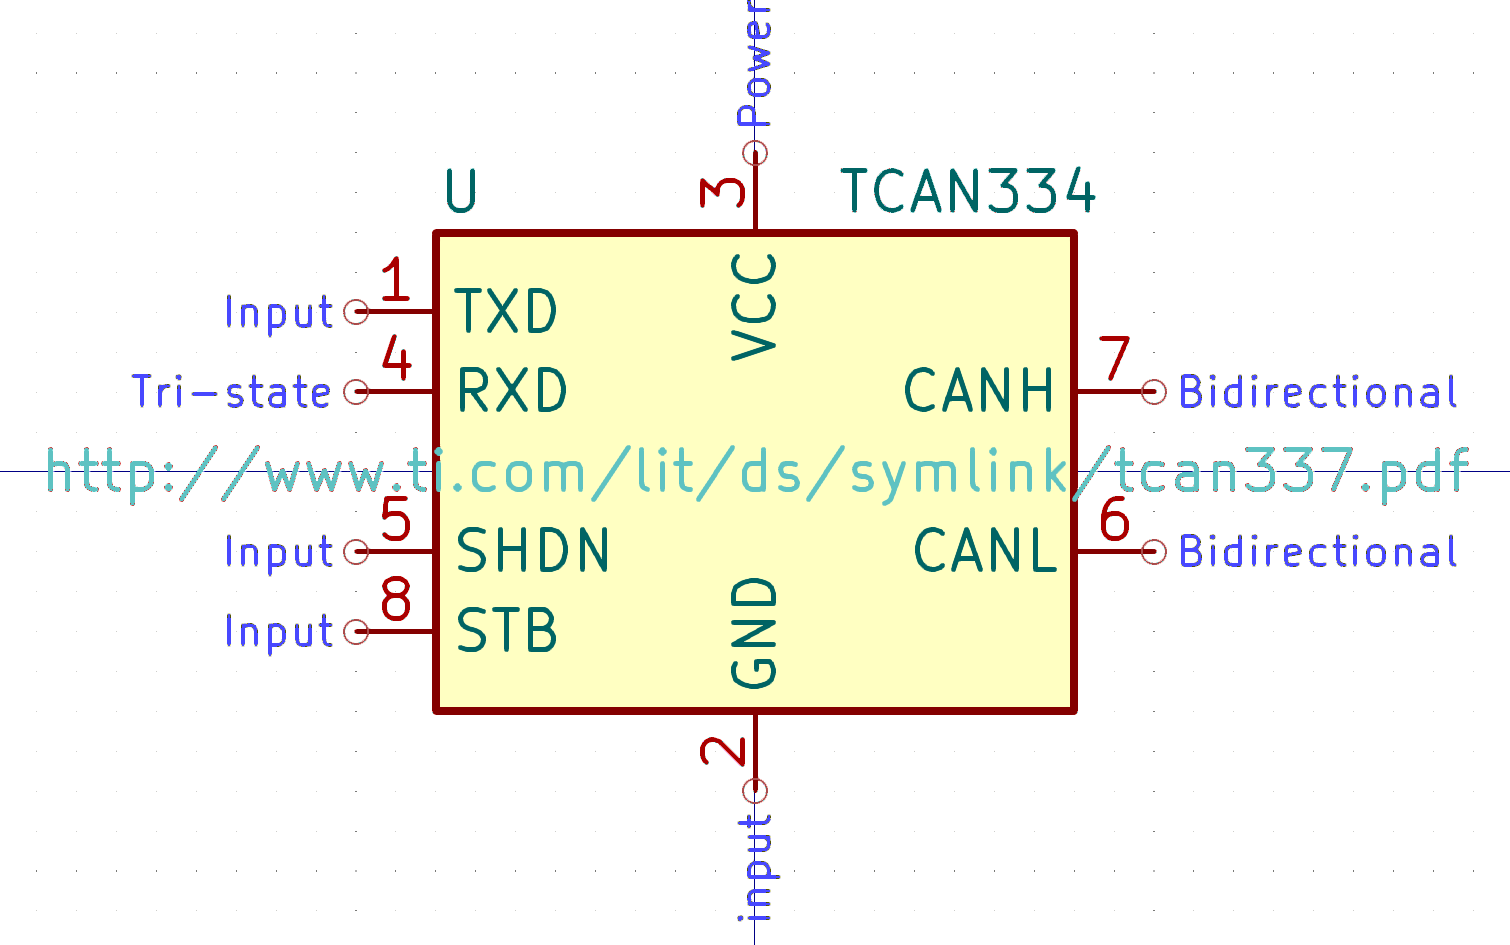 Power
U
3
TCAN334
1
Input
TXD
VCC
4
Tri-state
RXD
7
CANH
Bidirectional
http://www.ti.com/lit/ds/symlink/tcan337.pdf
5
Input
SHDN
6
CANL
Bidirectional
8
Input
STB
GND
2
input